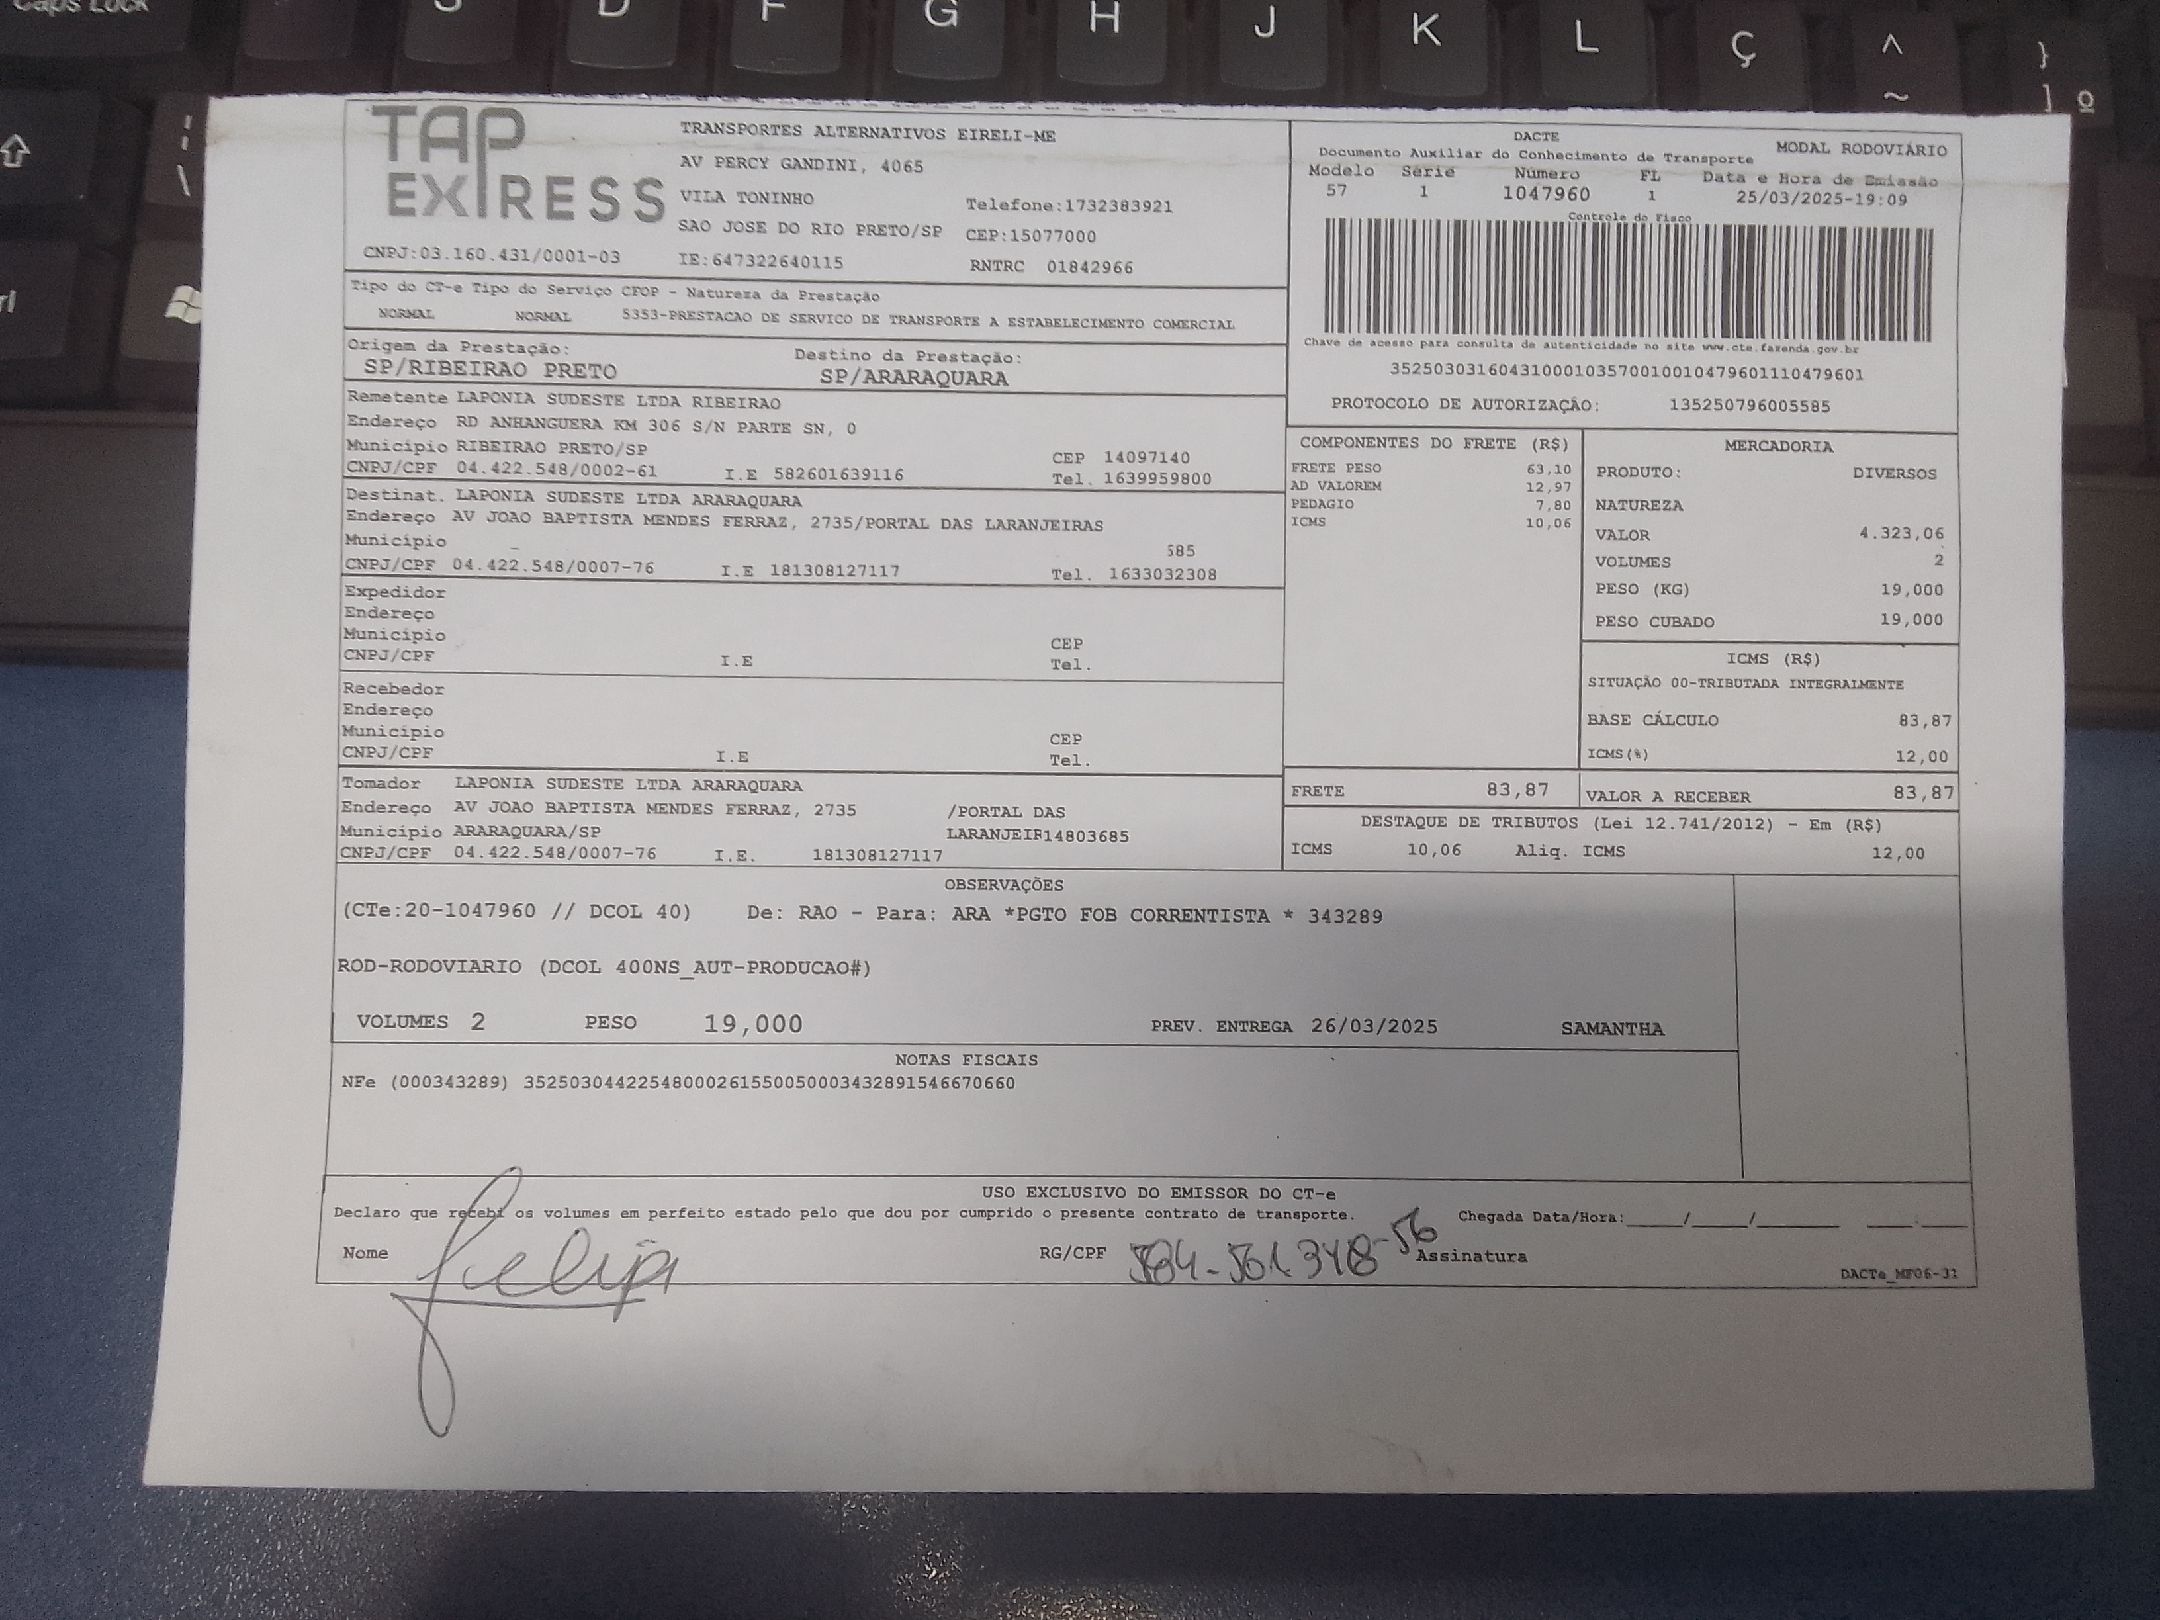 Caps Lock
S D F G H J K L Ç ^ ~ } ] º
TAP EXPRESS
TRANSPORTES ALTERNATIVOS EIRELI-ME
AV PERCY GANDINI, 4065
VILA TONINHO
Telefone:1732383921
SAO JOSE DO RIO PRETO/SP CEP:15077000
CNPJ:03.160.431/0001-03 IE:647322640115 RNTRC 01842966
DACTE MODAL RODOVIÁRIO
Documento Auxiliar do Conhecimento de Transporte
Modelo Série Número FL Data e Hora de Emissão
57 1 1047960 1 25/03/2025-19:09
Controle do Fisco
Chave de acesso para consulta de autenticidade no site www.cte.fazenda.gov.br
35250303160431000103570010010479601110479601
PROTOCOLO DE AUTORIZAÇÃO: 135250796005585
Tipo do CT-e Tipo do Serviço CFOP - Natureza da Prestação
NORMAL NORMAL 5353-PRESTACAO DE SERVICO DE TRANSPORTE A ESTABELECIMENTO COMERCIAL
Origem da Prestação: Destino da Prestação:
SP/RIBEIRAO PRETO SP/ARARAQUARA
Remetente LAPONIA SUDESTE LTDA RIBEIRAO
Endereço RD ANHANGUERA KM 306 S/N PARTE SN, 0
Município RIBEIRAO PRETO/SP CEP 14097140
CNPJ/CPF 04.422.548/0002-61 I.E 582601639116 Tel. 1639959800
Destinat. LAPONIA SUDESTE LTDA ARARAQUARA
Endereço AV JOAO BAPTISTA MENDES FERRAZ, 2735/PORTAL DAS LARANJEIRAS
Município 585
CNPJ/CPF 04.422.548/0007-76 I.E 181308127117 Tel. 1633032308
Expedidor
Endereço
Município CEP
CNPJ/CPF I.E Tel.
Recebedor
Endereço
Município CEP
CNPJ/CPF I.E Tel.
Tomador LAPONIA SUDESTE LTDA ARARAQUARA
Endereço AV JOAO BAPTISTA MENDES FERRAZ, 2735 /PORTAL DAS
Município ARARAQUARA/SP LARANJEIR14803685
CNPJ/CPF 04.422.548/0007-76 I.E. 181308127117
COMPONENTES DO FRETE (R$)
FRETE PESO 63,10
AD VALOREM 12,97
PEDAGIO 7,80
ICMS 10,06
MERCADORIA
PRODUTO: DIVERSOS
NATUREZA
VALOR 4.323,06
VOLUMES 2
PESO (KG) 19,000
PESO CUBADO 19,000
ICMS (R$)
SITUAÇÃO 00-TRIBUTADA INTEGRALMENTE
BASE CÁLCULO 83,87
ICMS(%) 12,00
FRETE 83,87 VALOR A RECEBER 83,87
DESTAQUE DE TRIBUTOS (Lei 12.741/2012) - Em (R$)
ICMS 10,06 Aliq. ICMS 12,00
OBSERVAÇÕES
(CTe:20-1047960 // DCOL 40) De: RAO - Para: ARA *PGTO FOB CORRENTISTA * 343289
ROD-RODOVIARIO (DCOL 400NS_AUT-PRODUCAO#)
VOLUMES 2 PESO 19,000 PREV. ENTREGA 26/03/2025 SAMANTHA
NOTAS FISCAIS
NFe (000343289) 35250304422548000261550050003432891546670660
USO EXCLUSIVO DO EMISSOR DO CT-e
Declaro que recebi os volumes em perfeito estado pelo que dou por cumprido o presente contrato de transporte. Chegada Data/Hora:_____/_____/_______ ____:____
Nome Felipe RG/CPF 584-561.348-56 Assinatura
DACTe_MF06-31